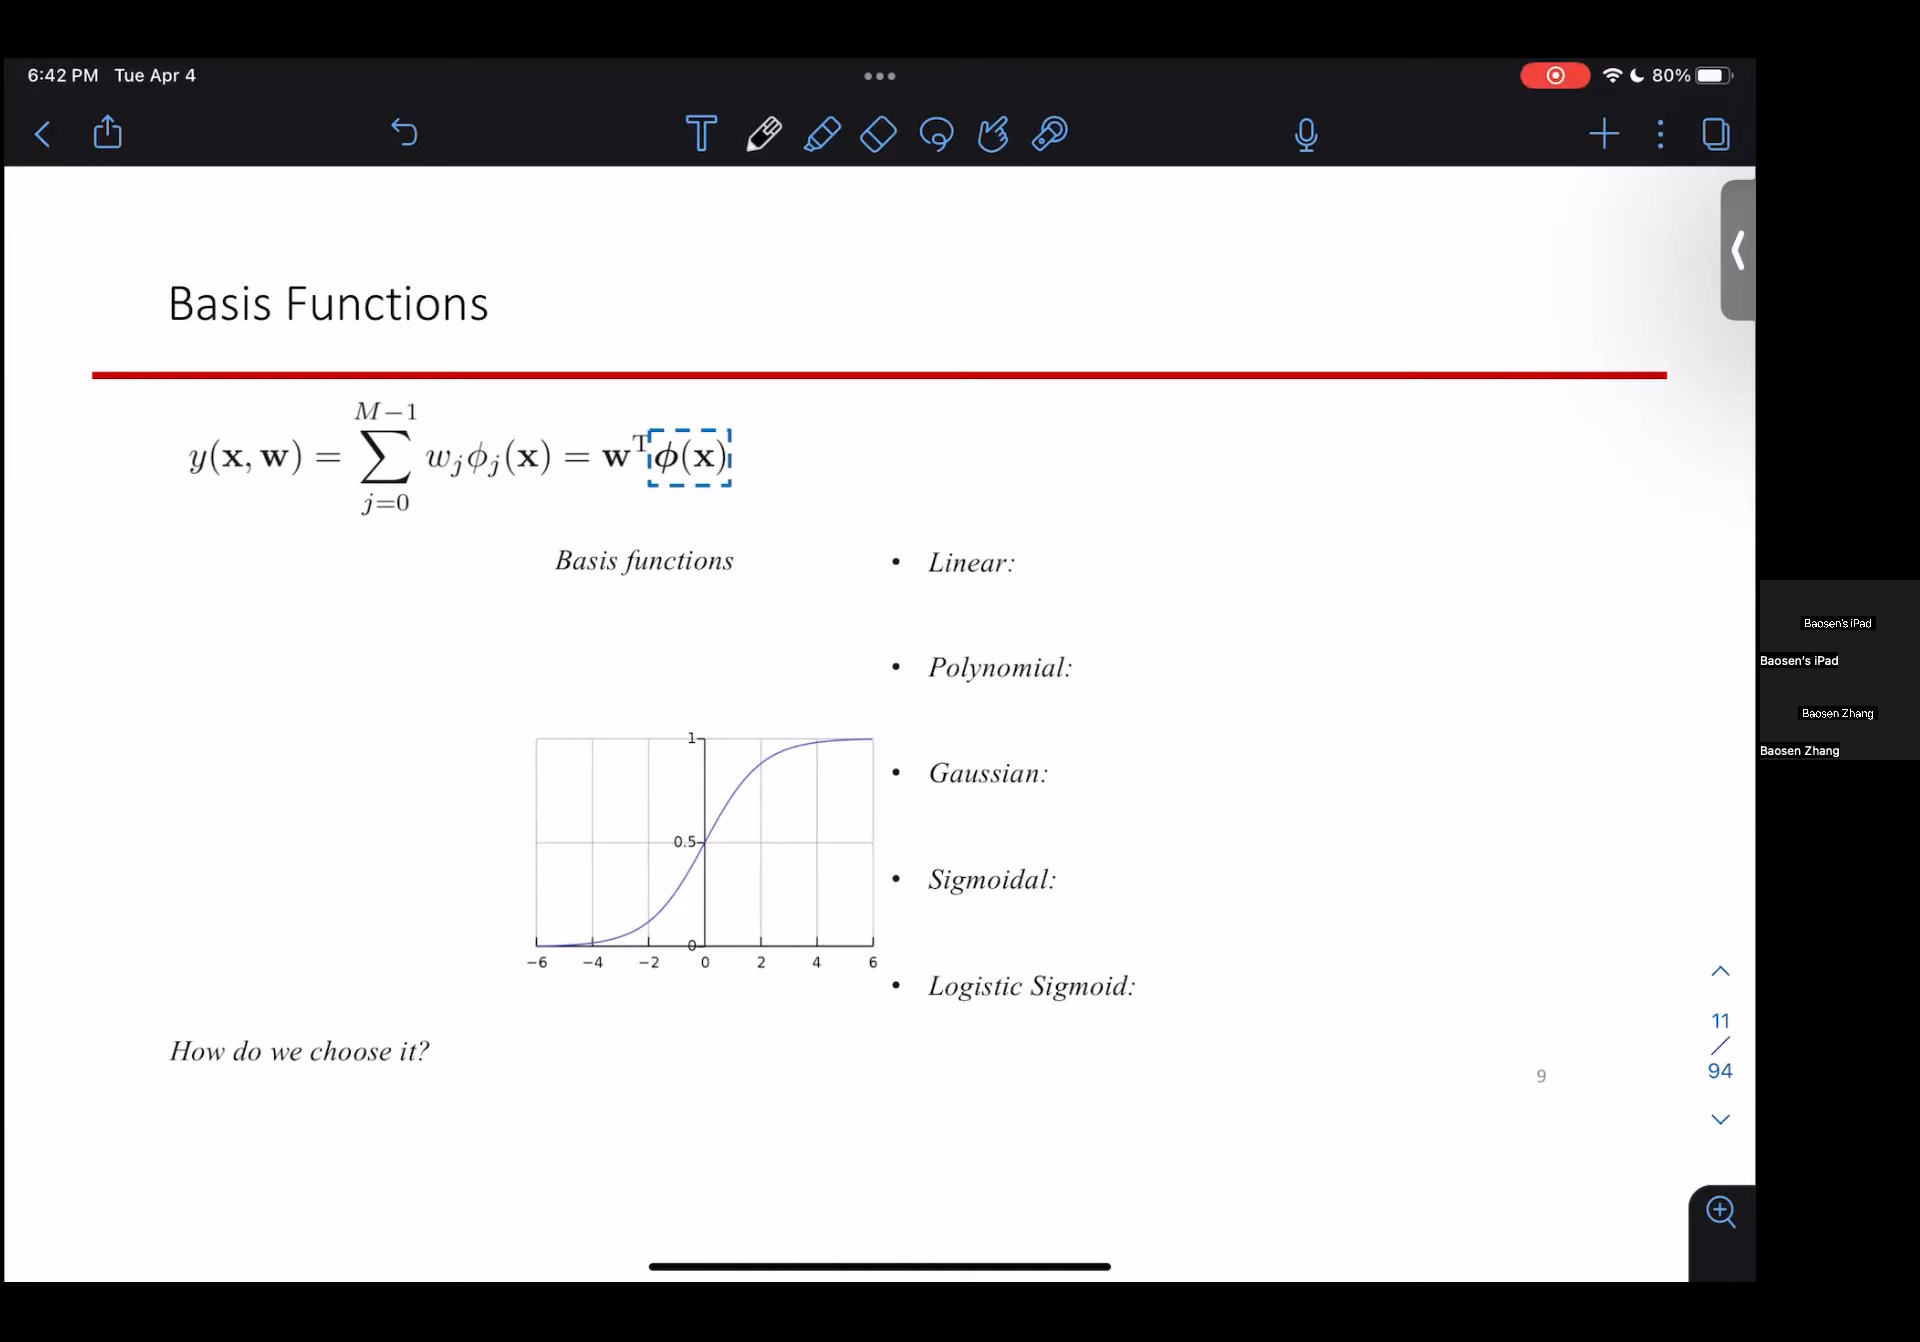 6:42 PM Tue Apr 4
80%
Basis Functions
y(x, w) = \sum_{j=0}^{M-1} w_j ϕ_j(x) = w^T ϕ(x)
Basis functions
• Linear:
• Polynomial:
• Gaussian:
• Sigmoidal:
• Logistic Sigmoid:
1
0.5
0
−6 −4 −2 0 2 4 6
How do we choose it?
9
11
/
94
Baosen's iPad
Baosen's iPad
Baosen Zhang
Baosen Zhang